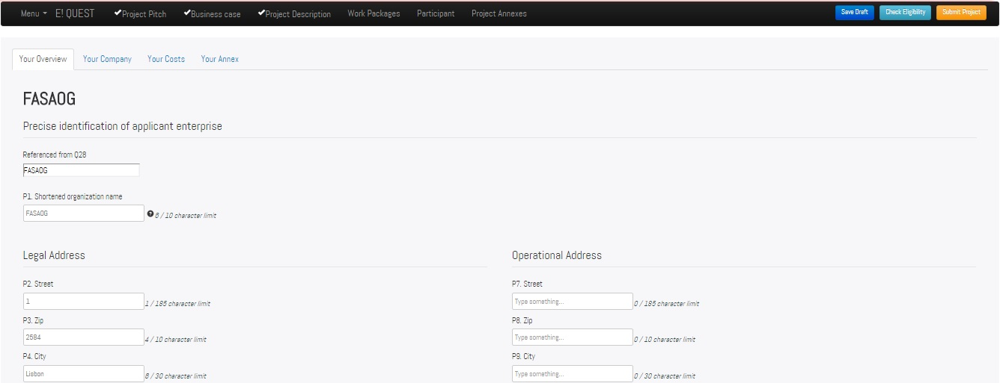 Menu E! QUEST Project Pitch Business case Project Description Work Packages Participant Project Annexes Save Draft Check Eligibility Submit Project
Your Overview Your Company Your Costs Your Annex
FASAOG
Precise identification of applicant enterprise
Referenced from Q28
FASAOG
P1. Shortened organization name
FASAOG 6 / 10 character limit
Legal Address
P2. Street
1 1 / 185 character limit
P3. Zip
2584 4 / 10 character limit
P4. City
Lisbon 6 / 30 character limit
Operational Address
P7. Street
Type something... 0 / 185 character limit
P8. Zip
Type something... 0 / 10 character limit
P9. City
Type something... 0 / 30 character limit